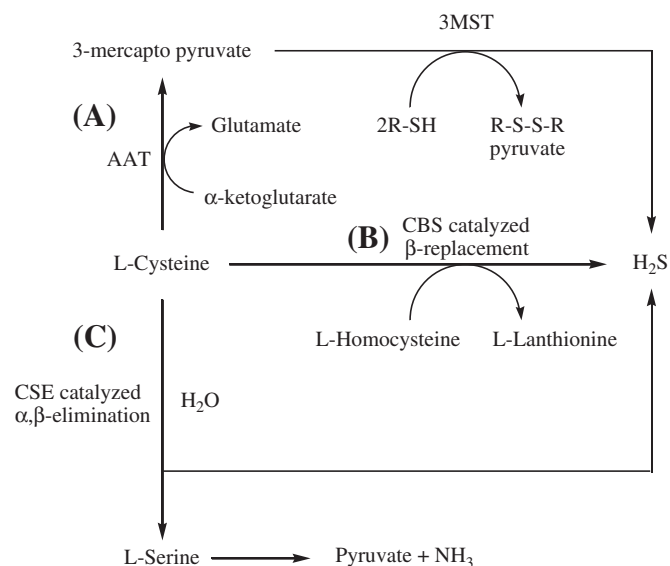 3MST
3-mercapto pyruvate
(A)
Glutamate
2R-SH
R-S-S-R
pyruvate
AAT
α-ketoglutarate
(B)
CBS catalyzed
β-replacement
L-Cysteine
H₂S
L-Homocysteine
L-Lanthionine
(C)
CSE catalyzed
α,β-elimination
H₂O
L-Serine
Pyruvate + NH₃